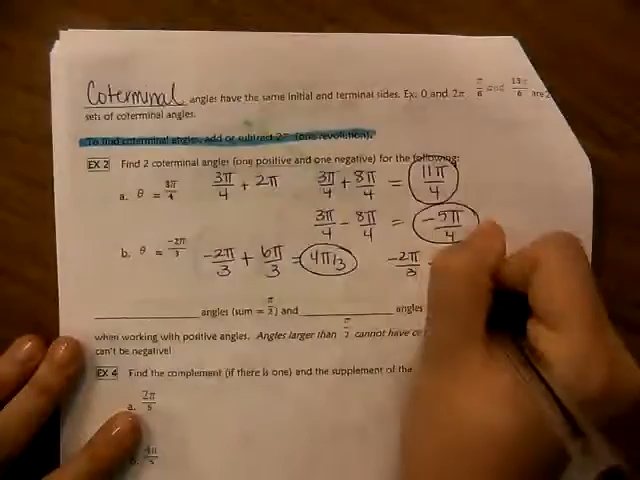 Coterminal angles have the same initial and terminal sides. Ex: 0 and 2π π/6 and 13π/6 are 2
sets of coterminal angles.
To find coterminal angles, add or subtract 2π (one revolution).
EX 2 Find 2 coterminal angles (one positive and one negative) for the following:
a. θ = 3π/4 3π/4 + 2π 3π/4 + 8π/4 = 11π/4
3π/4 - 8π/4 = -5π/4
b. θ = -2π/3 -2π/3 + 6π/3 = 4π/3 -2π/3
____ angles (sum = π/2) and ____ angles
when working with positive angles. Angles larger than π/2 cannot have
can't be negative!
EX 4 Find the complement (if there is one) and the supplement of the
a. 2π/5
4π/5